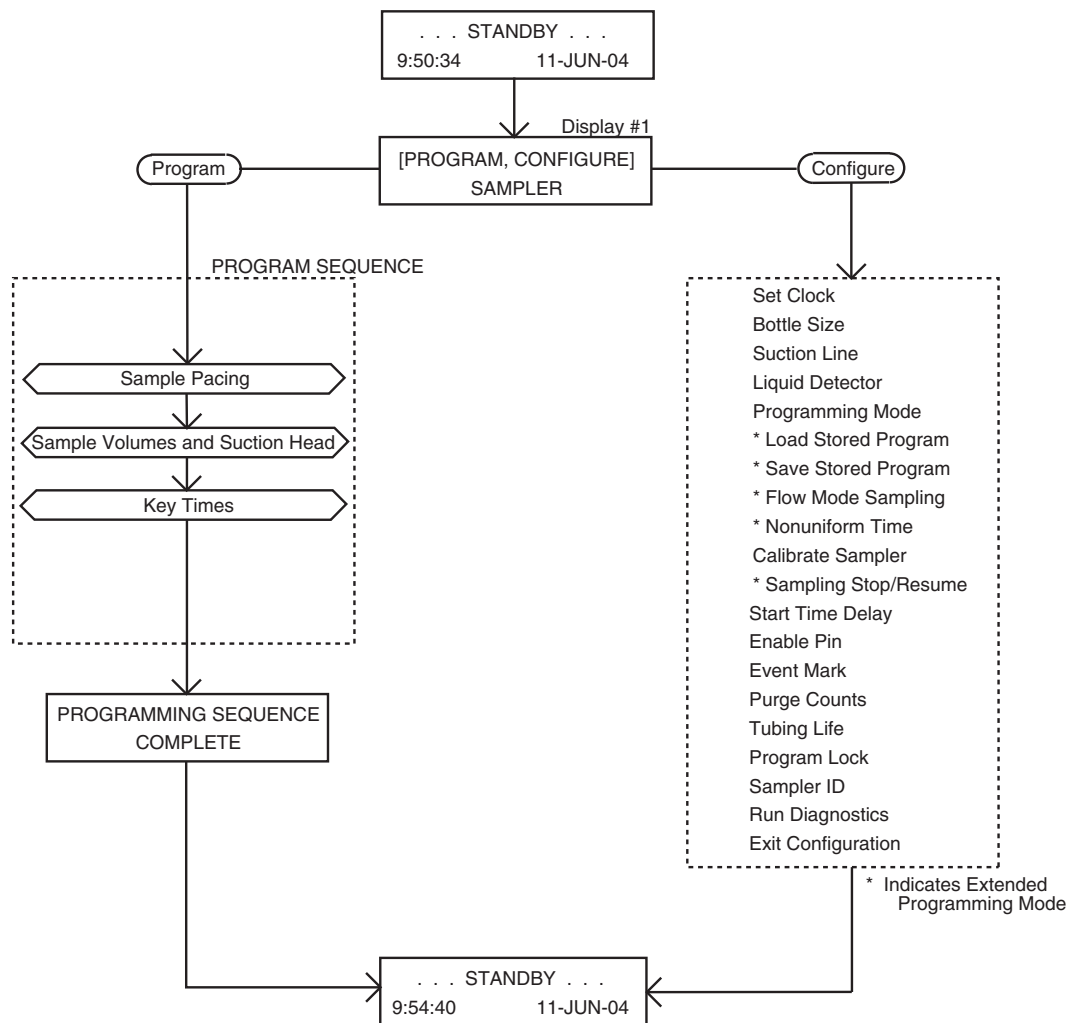 . . . STANDBY . . .
9:50:34 11-JUN-04
Display #1
[PROGRAM, CONFIGURE]
SAMPLER
Program
Configure
PROGRAM SEQUENCE
Sample Pacing
Sample Volumes and Suction Head
Key Times
PROGRAMMING SEQUENCE
COMPLETE
Set Clock
Bottle Size
Suction Line
Liquid Detector
Programming Mode
* Load Stored Program
* Save Stored Program
* Flow Mode Sampling
* Nonuniform Time
Calibrate Sampler
* Sampling Stop/Resume
Start Time Delay
Enable Pin
Event Mark
Purge Counts
Tubing Life
Program Lock
Sampler ID
Run Diagnostics
Exit Configuration
* Indicates Extended
Programming Mode
. . . STANDBY . . .
9:54:40 11-JUN-04